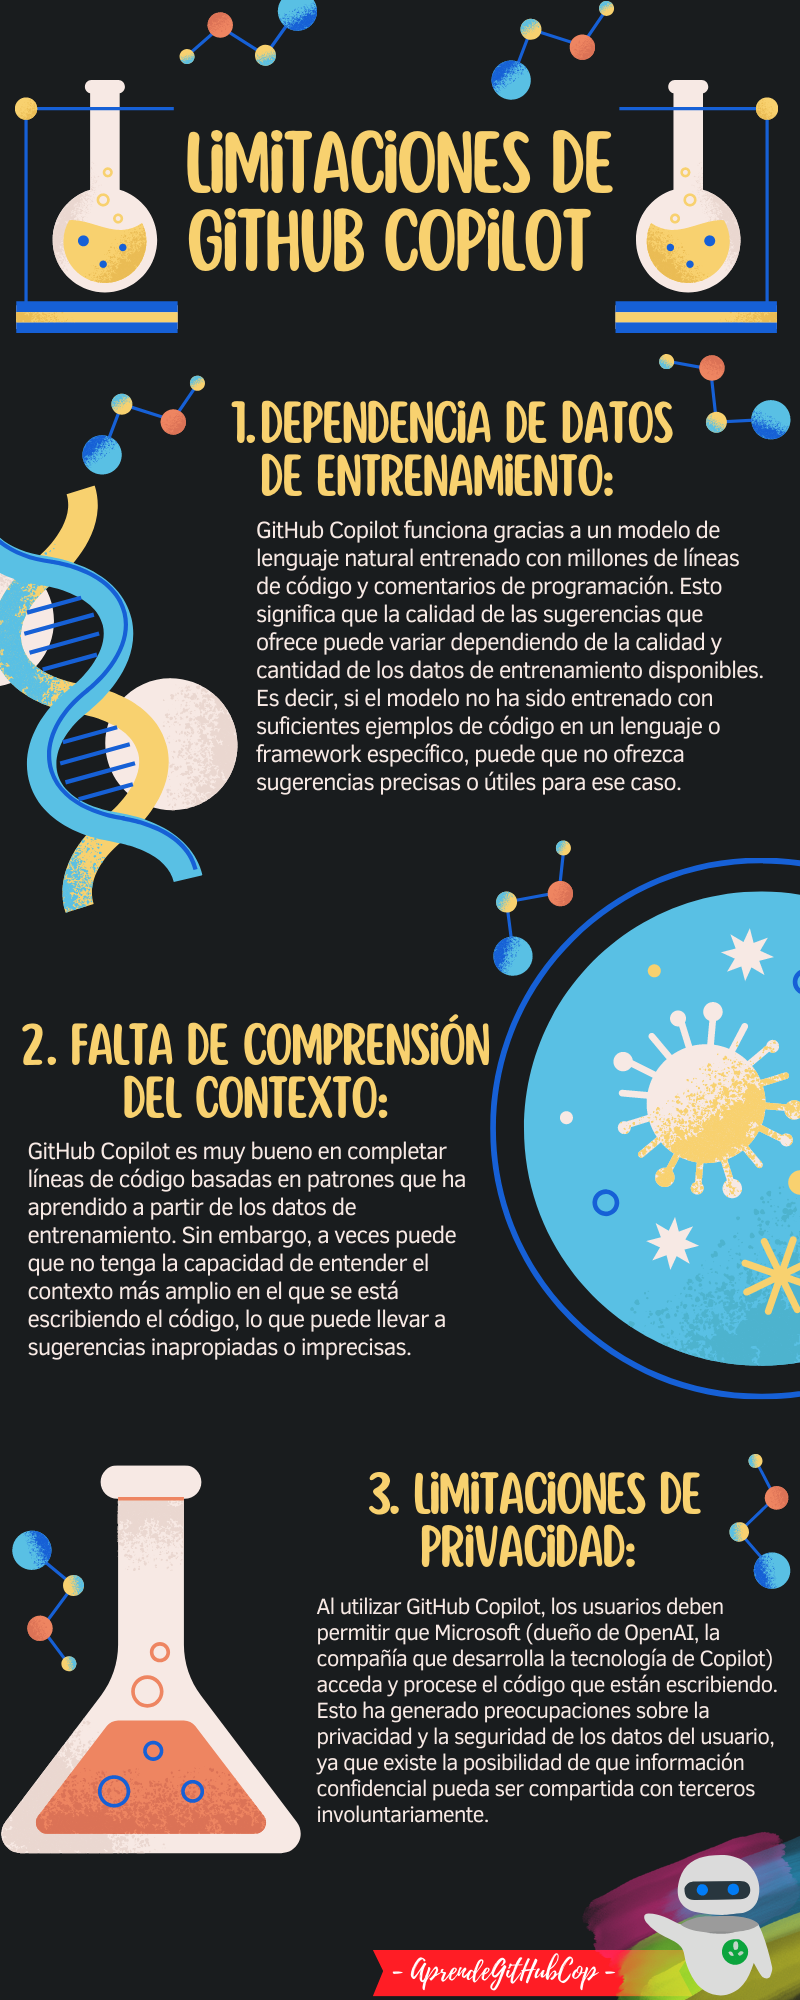 LiMiTACiONES DE
GiTHUB COPiLOT
1. DEPENDENCiA DE DATOS
DE ENTRENAMiENTO:
GitHub Copilot funciona gracias a un modelo de
lenguaje natural entrenado con millones de líneas
de código y comentarios de programación. Esto
significa que la calidad de las sugerencias que
ofrece puede variar dependiendo de la calidad y
cantidad de los datos de entrenamiento disponibles.
Es decir, si el modelo no ha sido entrenado con
suficientes ejemplos de código en un lenguaje o
framework específico, puede que no ofrezca
sugerencias precisas o útiles para ese caso.
2. FALTA DE COMPRENSiÓN
DEL CONTEXTO:
GitHub Copilot es muy bueno en completar
líneas de código basadas en patrones que ha
aprendido a partir de los datos de
entrenamiento. Sin embargo, a veces puede
que no tenga la capacidad de entender el
contexto más amplio en el que se está
escribiendo el código, lo que puede llevar a
sugerencias inapropiadas o imprecisas.
3. LiMiTACiONES DE
PRiVACiDAD:
Al utilizar GitHub Copilot, los usuarios deben
permitir que Microsoft (dueño de OpenAI, la
compañía que desarrolla la tecnología de Copilot)
acceda y procese el código que están escribiendo.
Esto ha generado preocupaciones sobre la
privacidad y la seguridad de los datos del usuario,
ya que existe la posibilidad de que información
confidencial pueda ser compartida con terceros
involuntariamente.
- AprendeGitHubCop -